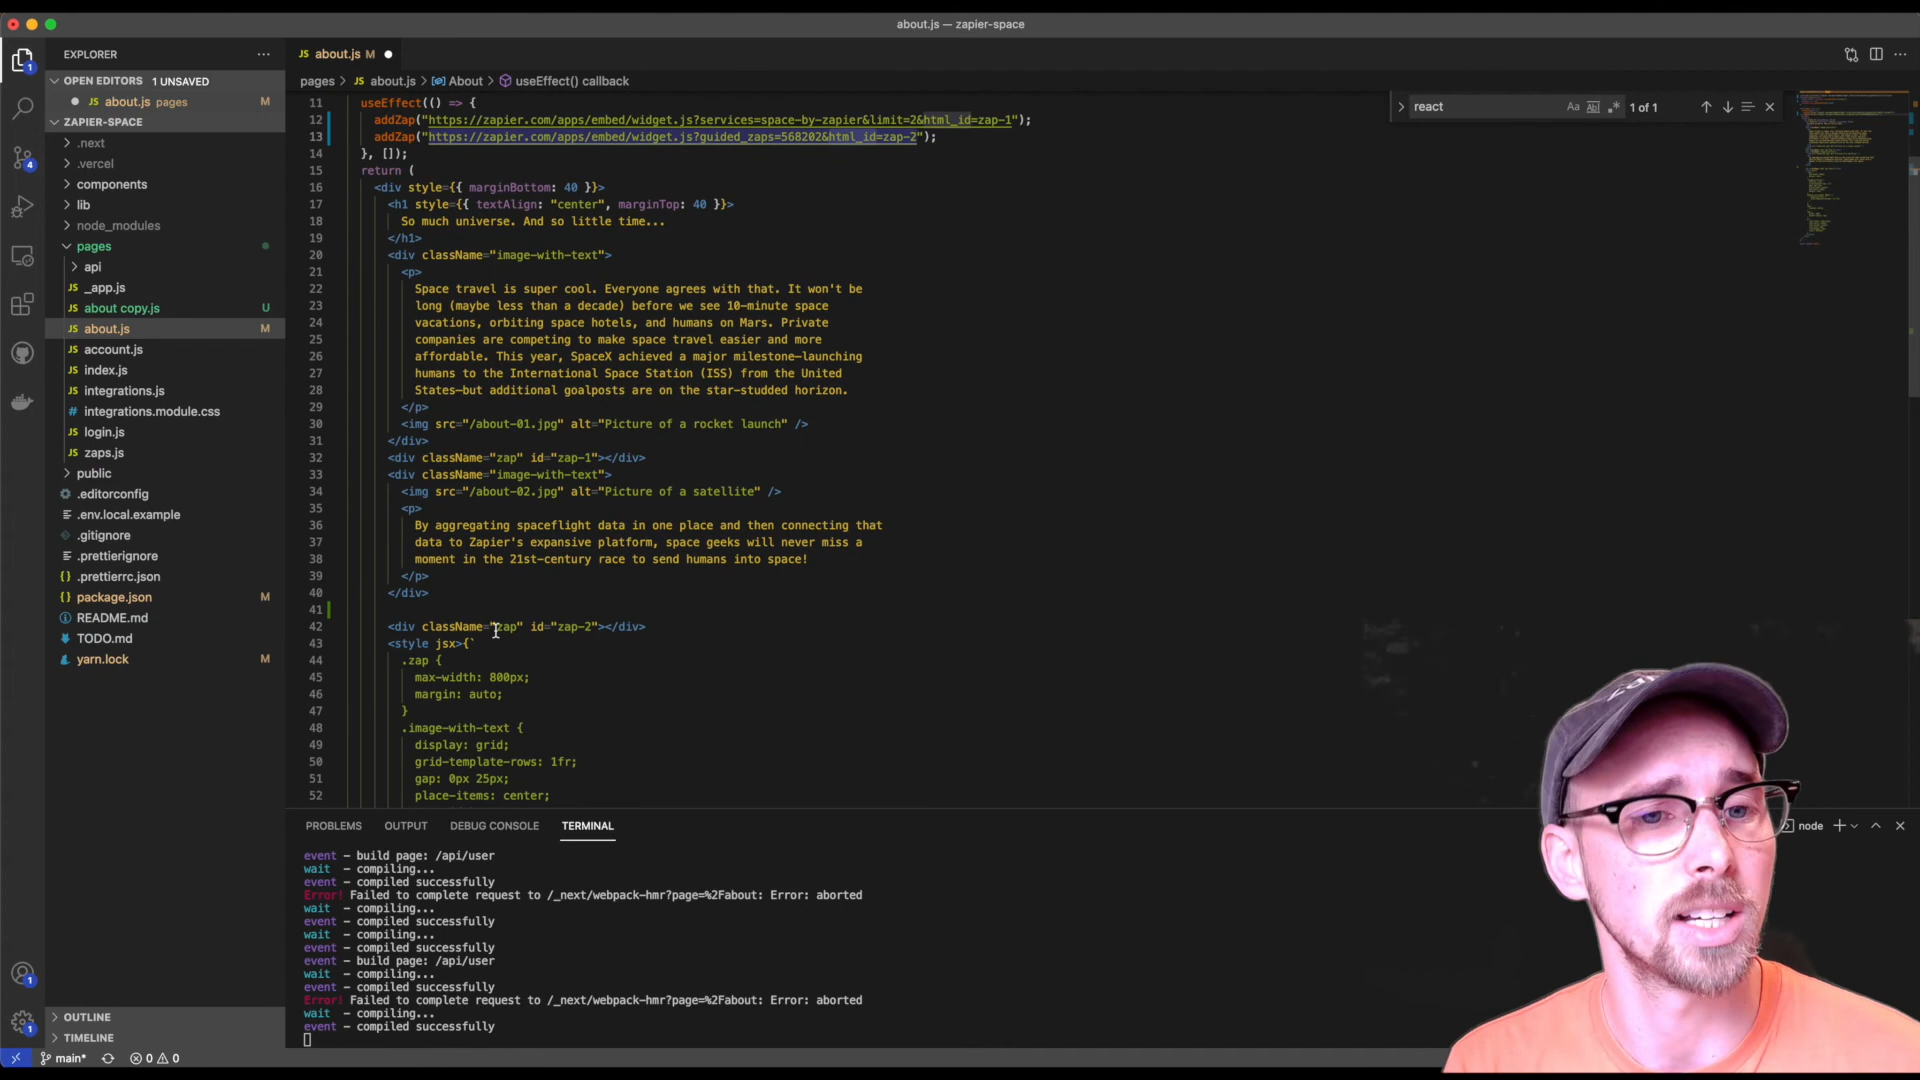 about.js — zapier-space
EXPLORER
OPEN EDITORS 1 UNSAVED
JS about.js pages M
ZAPIER-SPACE
.next
.vercel
components
lib
node_modules
pages
api
JS _app.js
JS about copy.js U
JS about.js M
JS account.js
JS index.js
JS integrations.js
# integrations.module.css
JS login.js
JS zaps.js
public
.editorconfig
.env.local.example
.gitignore
.prettierignore
{} .prettierrc.json
{} package.json M
README.md
TODO.md
yarn.lock M
OUTLINE
TIMELINE
1
4
1
1
JS about.js M
pages > JS about.js > About > useEffect() callback
react Aa Abl .* 1 of 1
11 useEffect(() => {
12 addZap("https://zapier.com/apps/embed/widget.js?services=space-by-zapier&limit=2&html_id=zap-1");
13 addZap("https://zapier.com/apps/embed/widget.js?guided_zaps=568202&html_id=zap-2");
14 }, []);
15 return (
16 <div style={{ marginBottom: 40 }}>
17 <h1 style={{ textAlign: "center", marginTop: 40 }}>
18 So much universe. And so little time...
19 </h1>
20 <div className="image-with-text">
21 <p>
22 Space travel is super cool. Everyone agrees with that. It won't be
23 long (maybe less than a decade) before we see 10-minute space
24 vacations, orbiting space hotels, and humans on Mars. Private
25 companies are competing to make space travel easier and more
26 affordable. This year, SpaceX achieved a major milestone—launching
27 humans to the International Space Station (ISS) from the United
28 States—but additional goalposts are on the star-studded horizon.
29 </p>
30 <img src="/about-01.jpg" alt="Picture of a rocket launch" />
31 </div>
32 <div className="zap" id="zap-1"></div>
33 <div className="image-with-text">
34 <img src="/about-02.jpg" alt="Picture of a satellite" />
35 <p>
36 By aggregating spaceflight data in one place and then connecting that
37 data to Zapier's expansive platform, space geeks will never miss a
38 moment in the 21st-century race to send humans into space!
39 </p>
40 </div>
41
42 <div className="zap" id="zap-2"></div>
43 <style jsx>{`
44 .zap {
45 max-width: 800px;
46 margin: auto;
47 }
48 .image-with-text {
49 display: grid;
50 grid-template-rows: 1fr;
51 gap: 0px 25px;
52 place-items: center;
PROBLEMS OUTPUT DEBUG CONSOLE TERMINAL
node
event - build page: /api/user
wait - compiling...
event - compiled successfully
Error! Failed to complete request to /_next/webpack-hmr?page=%2Fabout: Error: aborted
wait - compiling...
event - compiled successfully
wait - compiling...
event - compiled successfully
event - build page: /api/user
wait - compiling...
event - compiled successfully
Error! Failed to complete request to /_next/webpack-hmr?page=%2Fabout: Error: aborted
wait - compiling...
event - compiled successfully
main* 0 0